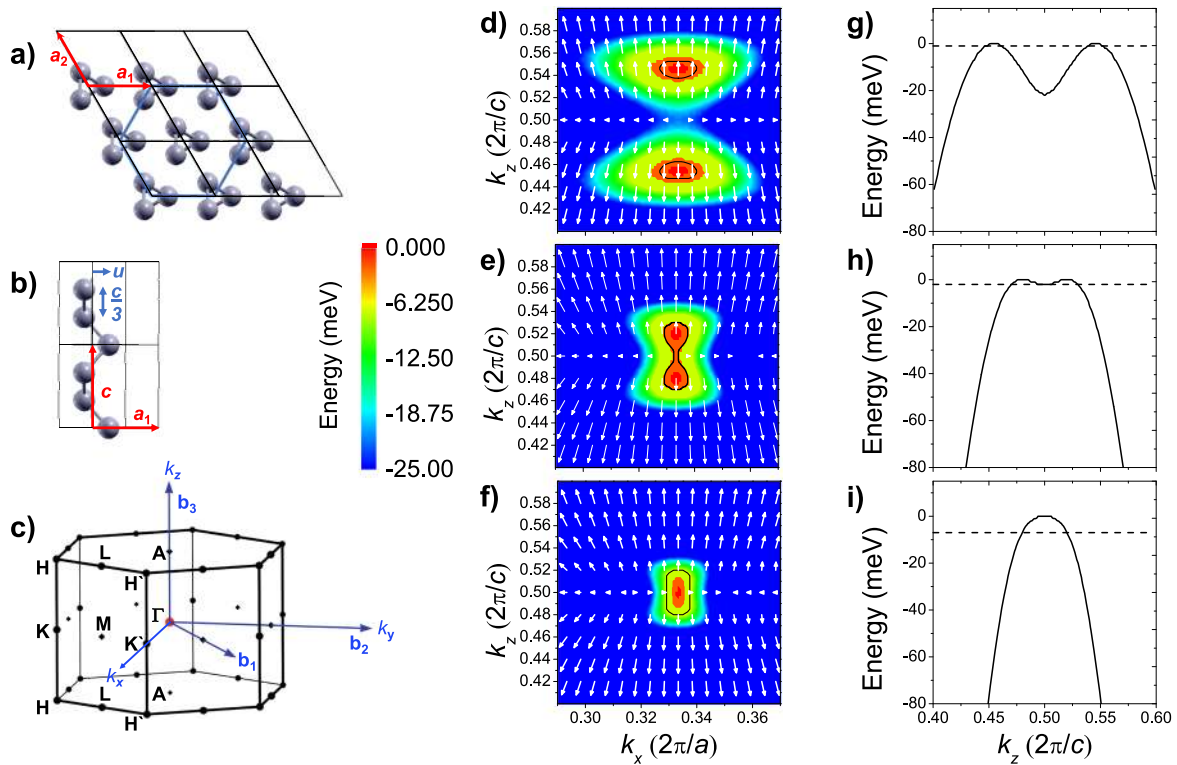 a)
a2
a1
b)
u
c
3
c
a1
c)
kz
b3
L
A
H
H`
Γ
M
K
K`
ky
b2
b1
kx
L
A
H
H`
Energy (meV)
0.000
-6.250
-12.50
-18.75
-25.00
d)
kz (2π/c)
0.58
0.56
0.54
0.52
0.50
0.48
0.46
0.44
0.42
e)
kz (2π/c)
0.58
0.56
0.54
0.52
0.50
0.48
0.46
0.44
0.42
f)
kz (2π/c)
0.58
0.56
0.54
0.52
0.50
0.48
0.46
0.44
0.42
0.30 0.32 0.34 0.36
kx (2π/a)
g)
Energy (meV)
0
-20
-40
-60
-80
h)
Energy (meV)
0
-20
-40
-60
-80
i)
Energy (meV)
0
-20
-40
-60
-80
0.40 0.45 0.50 0.55 0.60
kz (2π/c)